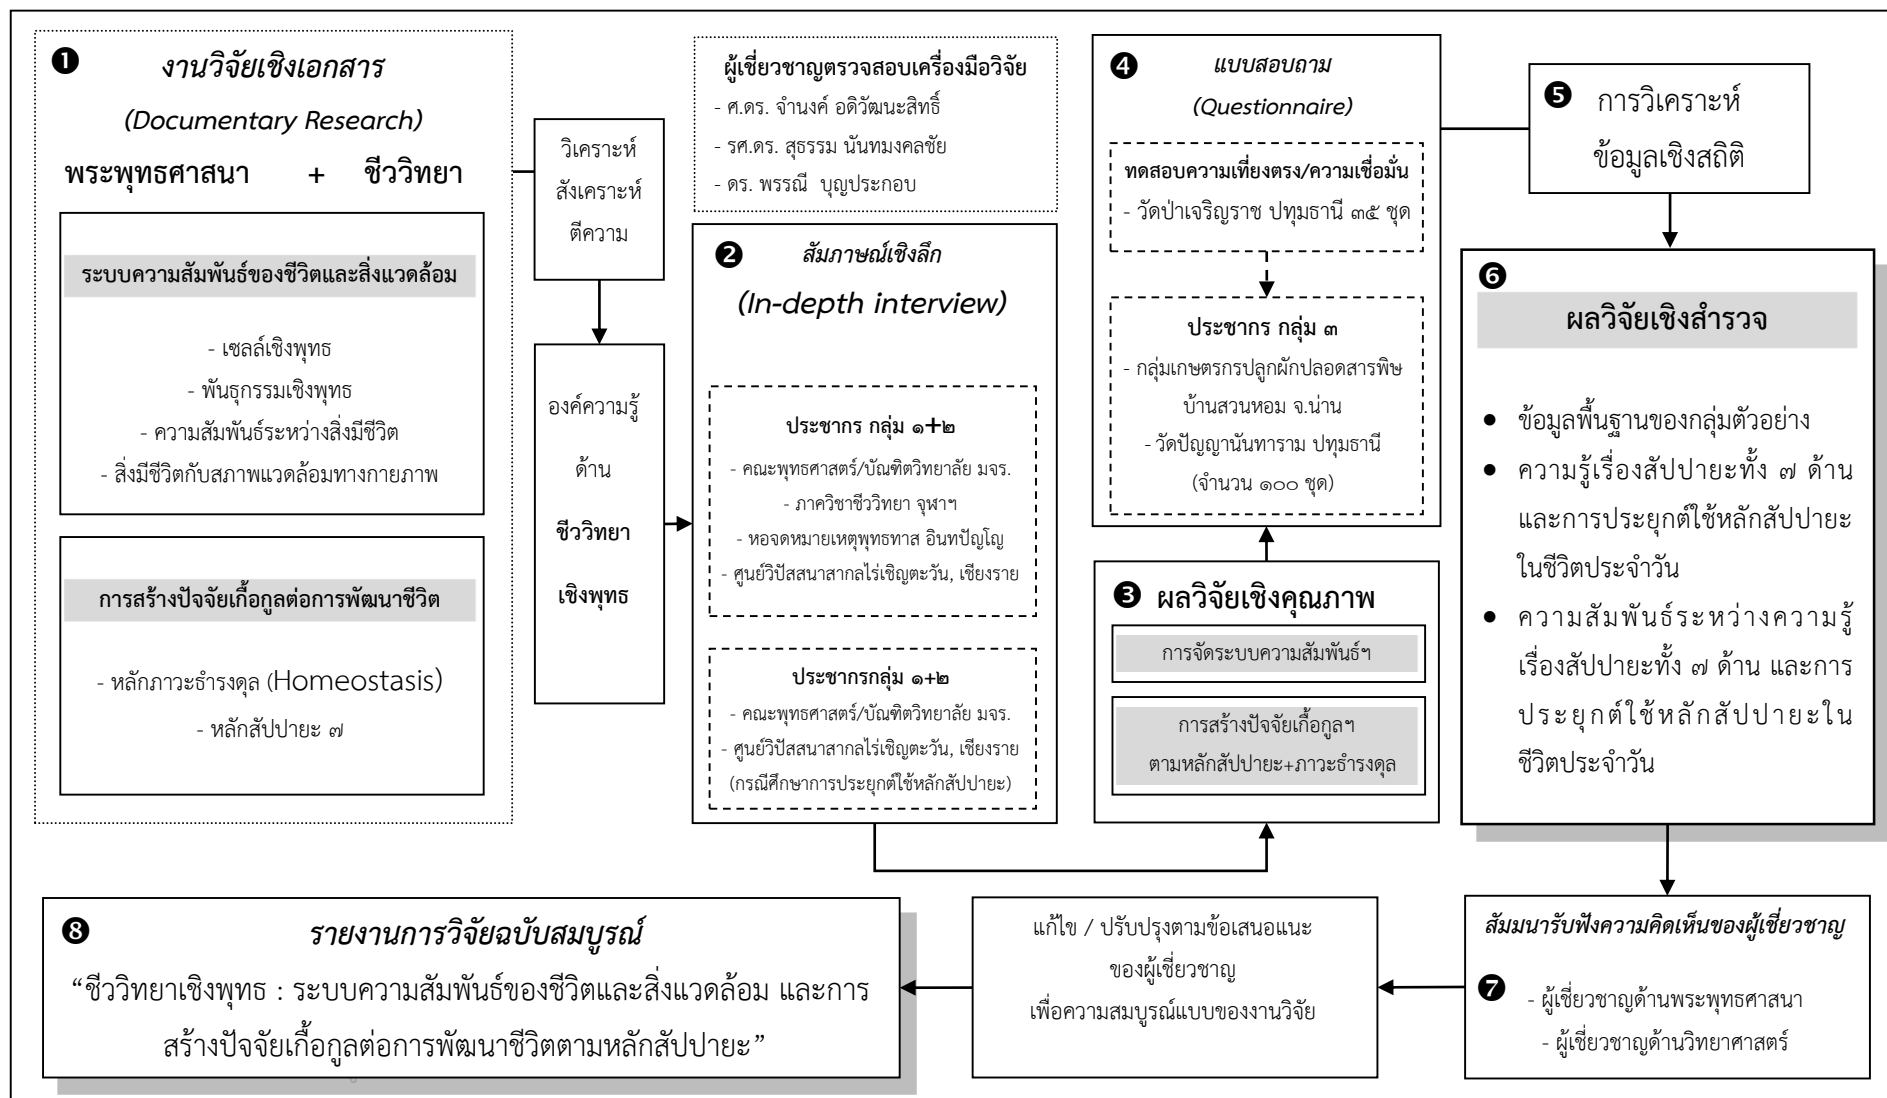 ❶
งานวิจัยเชิงเอกสาร
(Documentary Research)
พระพุทธศาสนา + ชีววิทยา
ระบบความสัมพันธ์ของชีวิตและสิ่งแวดล้อม
- เซลล์เชิงพุทธ
- พันธุกรรมเชิงพุทธ
- ความสัมพันธ์ระหว่างสิ่งมีชีวิต
- สิ่งมีชีวิตกับสภาพแวดล้อมทางกายภาพ
การสร้างปัจจัยเกื้อกูลต่อการพัฒนาชีวิต
- หลักภาวะธำรงดุล (Homeostasis)
- หลักสัปปายะ ๗
วิเคราะห์
สังเคราะห์
ตีความ
องค์ความรู้
ด้าน
ชีววิทยา
เชิงพุทธ
ผู้เชี่ยวชาญตรวจสอบเครื่องมือวิจัย
- ศ.ดร. จำนงค์ อดิวัฒนะสิทธิ์
- รศ.ดร. สุธรรม นันทมงคลชัย
- ดร. พรรณี บุญประกอบ
❷
สัมภาษณ์เชิงลึก
(In-depth interview)
ประชากร กลุ่ม ๑+๒
- คณะพุทธศาสตร์/บัณฑิตวิทยาลัย มจร.
- ภาควิชาชีววิทยา จุฬาฯ
- หอจดหมายเหตุพุทธทาส อินทปัญโญ
- ศูนย์วิปัสสนาสากลไร่เชิญตะวัน, เชียงราย
ประชากรกลุ่ม ๑+๒
- คณะพุทธศาสตร์/บัณฑิตวิทยาลัย มจร.
- ศูนย์วิปัสสนาสากลไร่เชิญตะวัน, เชียงราย
(กรณีศึกษาการประยุกต์ใช้หลักสัปปายะ)
❸ ผลวิจัยเชิงคุณภาพ
การจัดระบบความสัมพันธ์ฯ
การสร้างปัจจัยเกื้อกูลฯ
ตามหลักสัปปายะ+ภาวะธำรงดุล
❹
แบบสอบถาม
(Questionnaire)
ทดสอบความเที่ยงตรง/ความเชื่อมั่น
- วัดป่าเจริญราช ปทุมธานี ๓๕ ชุด
ประชากร กลุ่ม ๓
- กลุ่มเกษตรกรปลูกผักปลอดสารพิษ
บ้านสวนหอม จ.น่าน
- วัดปัญญานันทาราม ปทุมธานี
(จำนวน ๑๐๐ ชุด)
❺ การวิเคราะห์
ข้อมูลเชิงสถิติ
❻
ผลวิจัยเชิงสำรวจ
● ข้อมูลพื้นฐานของกลุ่มตัวอย่าง
● ความรู้เรื่องสัปปายะทั้ง ๗ ด้าน
และการประยุกต์ใช้หลักสัปปายะ
ในชีวิตประจำวัน
● ความสัมพันธ์ระหว่างความรู้
เรื่องสัปปายะทั้ง ๗ ด้าน และการ
ประยุกต์ใช้หลักสัปปายะใน
ชีวิตประจำวัน
สัมมนารับฟังความคิดเห็นของผู้เชี่ยวชาญ
❼ - ผู้เชี่ยวชาญด้านพระพุทธศาสนา
- ผู้เชี่ยวชาญด้านวิทยาศาสตร์
แก้ไข / ปรับปรุงตามข้อเสนอแนะ
ของผู้เชี่ยวชาญ
เพื่อความสมบูรณ์แบบของงานวิจัย
❽ รายงานการวิจัยฉบับสมบูรณ์
“ชีววิทยาเชิงพุทธ : ระบบความสัมพันธ์ของชีวิตและสิ่งแวดล้อม และการ
สร้างปัจจัยเกื้อกูลต่อการพัฒนาชีวิตตามหลักสัปปายะ”